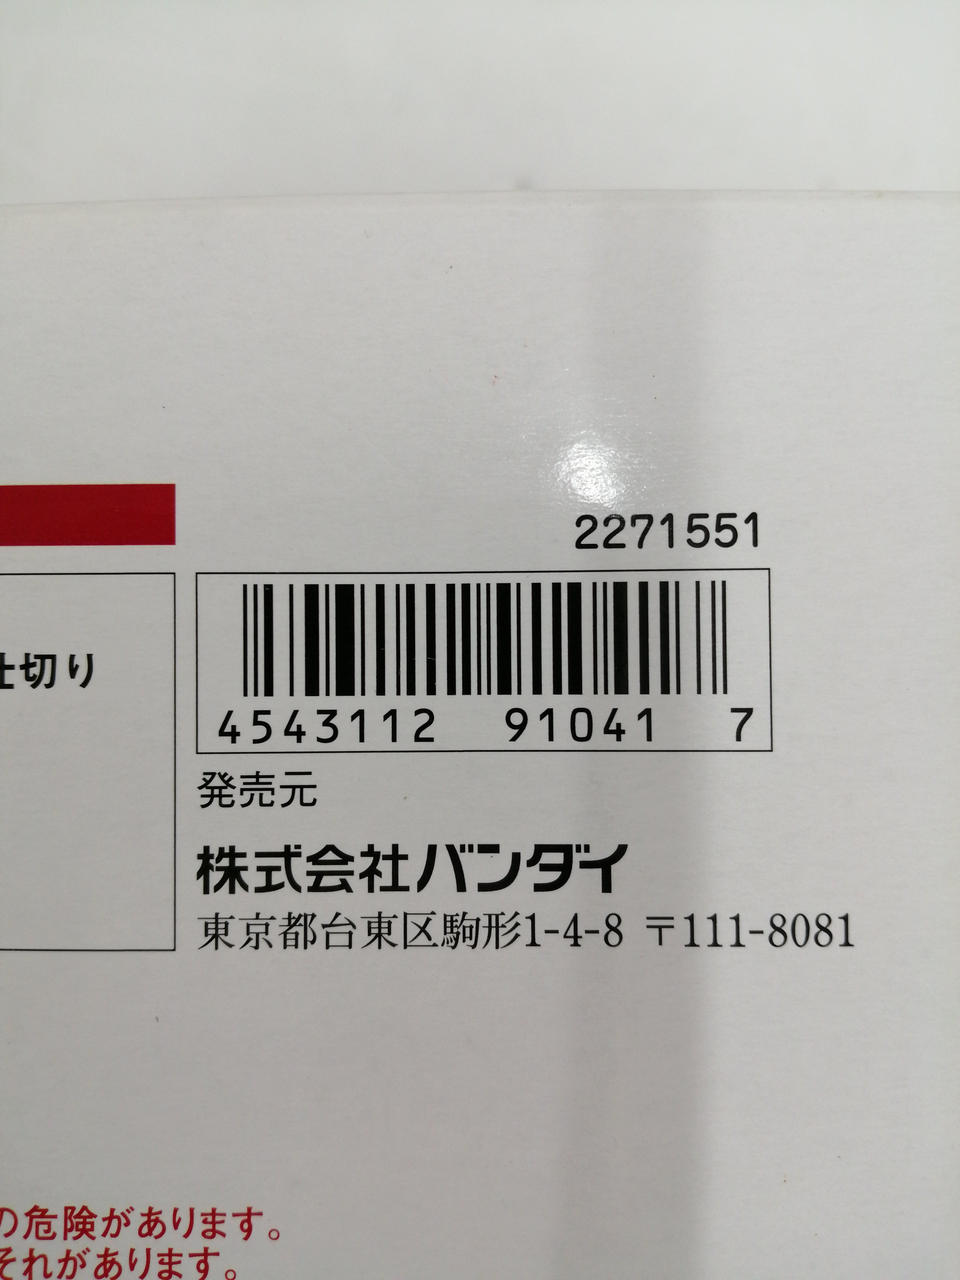 2271551
4543112 91041 7
切り
発売元
株式会社バンダイ
東京都台東区駒形1-4-8 〒111-8081
の危険があります。
それがあります。